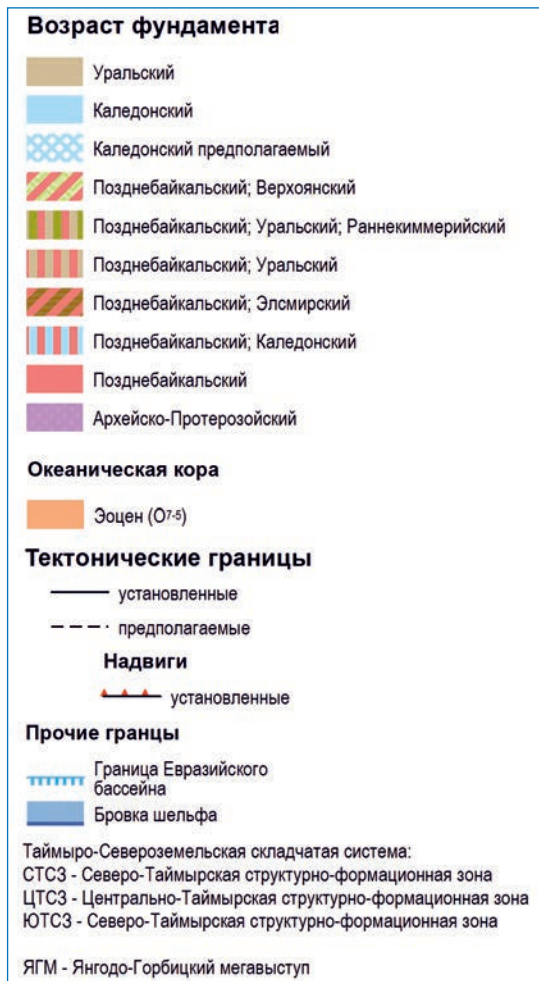 Возраст фундамента
Уральский
Каледонский
Каледонский предполагаемый
Позднебайкальский; Верхоянский
Позднебайкальский; Уральский; Раннекиммерийский
Позднебайкальский; Уральский
Позднебайкальский; Элсмирский
Позднебайкальский; Каледонский
Позднебайкальский
Архейско-Протерозойский
Океаническая кора
Эоцен (O7-5)
Тектонические границы
установленные
предполагаемые
Надвиги
установленные
Прочие гранцы
Граница Евразийского
бассейна
Бровка шельфа
Таймыро-Североземельская складчатая система:
СТСЗ - Северо-Таймырская структурно-формационная зона
ЦТСЗ - Центрально-Таймырская структурно-формационная зона
ЮТСЗ - Северо-Таймырская структурно-формационная зона
ЯГМ - Янгодо-Горбицкий мегавыступ